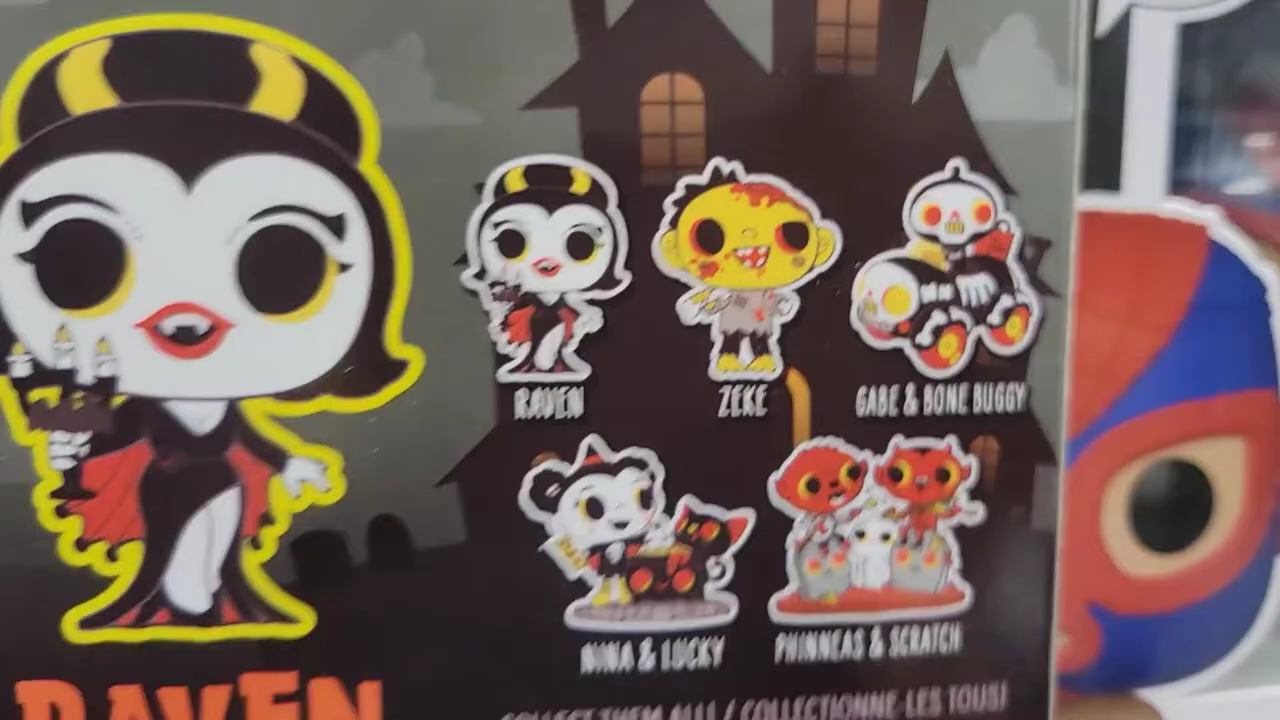 RAVEN
ZEKE
GABE & BONE BUGGY
NINA & LUCKY
PHINNEAS & SCRATCH
RAVEN
COLLECT THEM ALL! / COLLECTIONNE-LES TOUS!